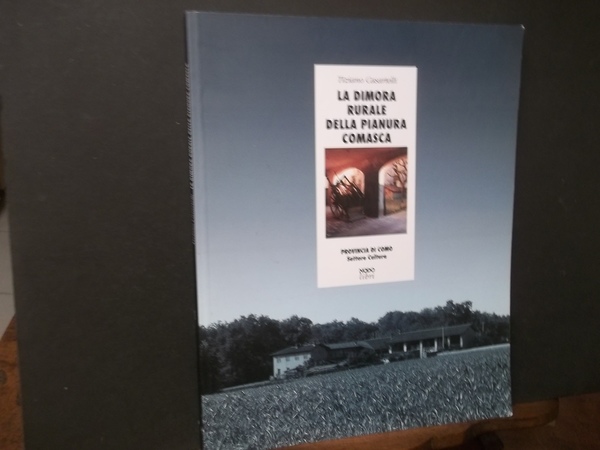 Tiziano Casartelli
LA DIMORA
RURALE
DELLA PIANURA
COMASCA
PROVINCIA DI COMO
Settore Cultura
NODO
Libri